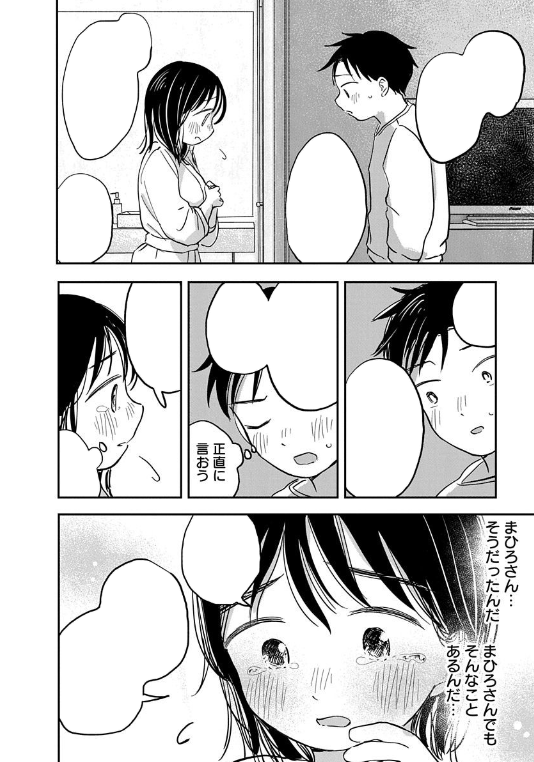 正直に
言おう
まひろさん…
そうだったんだ
まひろさんでも
そんなこと
あるんだ…